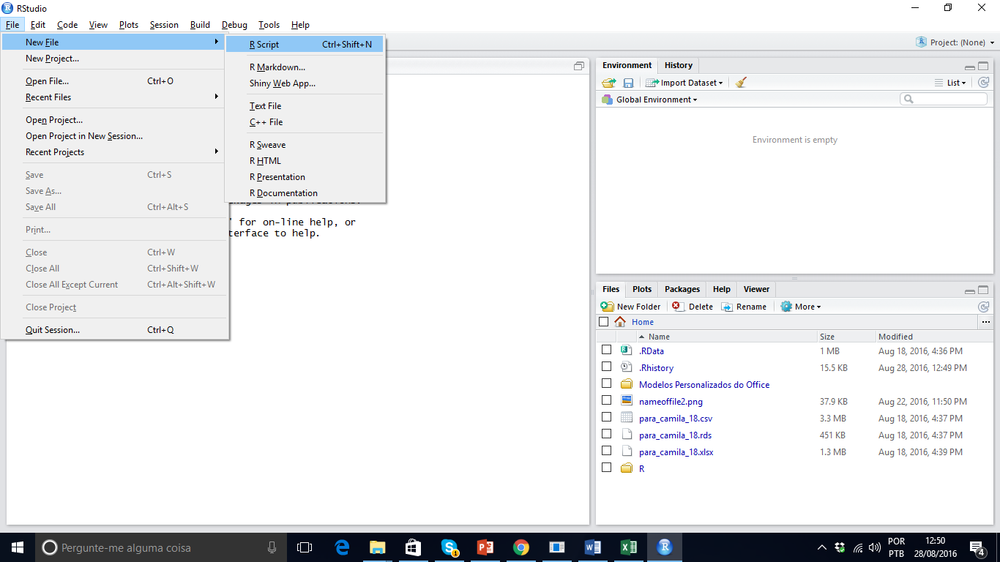 RStudio
File Edit Code View Plots Session Build Debug Tools Help
Project: (None)
New File
New Project...
Open File... Ctrl+O
Recent Files
Open Project...
Open Project in New Session...
Recent Projects
Save Ctrl+S
Save As...
Save All Ctrl+Alt+S
Print...
Close Ctrl+W
Close All Ctrl+Shift+W
Close All Except Current Ctrl+Alt+Shift+W
Close Project
Quit Session... Ctrl+Q
R Script Ctrl+Shift+N
R Markdown...
Shiny Web App...
Text File
C++ File
R Sweave
R HTML
R Presentation
R Documentation
' for on-line help, or
terface to help.
Environment History
Import Dataset List
Global Environment
Environment is empty
Files Plots Packages Help Viewer
New Folder Delete Rename More
Home ...
Name Size Modified
.RData 1 MB Aug 18, 2016, 4:36 PM
.Rhistory 15.5 KB Aug 28, 2016, 12:49 PM
Modelos Personalizados do Office
nameoffile2.png 37.9 KB Aug 22, 2016, 11:50 PM
para_camila_18.csv 3.3 MB Aug 18, 2016, 4:37 PM
para_camila_18.rds 451 KB Aug 18, 2016, 4:37 PM
para_camila_18.xlsx 1.3 MB Aug 18, 2016, 4:39 PM
R
Pergunte-me alguma coisa
1
POR 12:50
PTB 28/08/2016
4